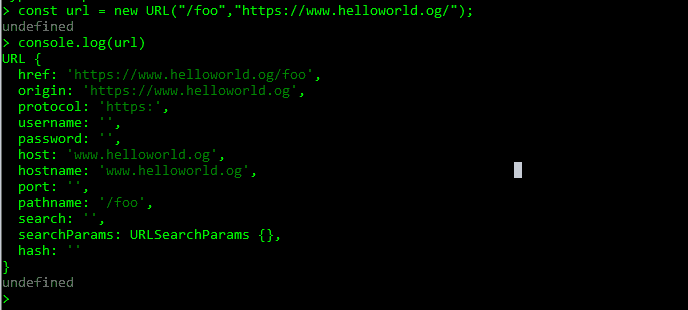 > const url = new URL("/foo","https://www.helloworld.og/");
undefined
> console.log(url)
URL {
  href: 'https://www.helloworld.og/foo',
  origin: 'https://www.helloworld.og',
  protocol: 'https:',
  username: '',
  password: '',
  host: 'www.helloworld.og',
  hostname: 'www.helloworld.og',
  port: '',
  pathname: '/foo',
  search: '',
  searchParams: URLSearchParams {},
  hash: ''
}
undefined
>